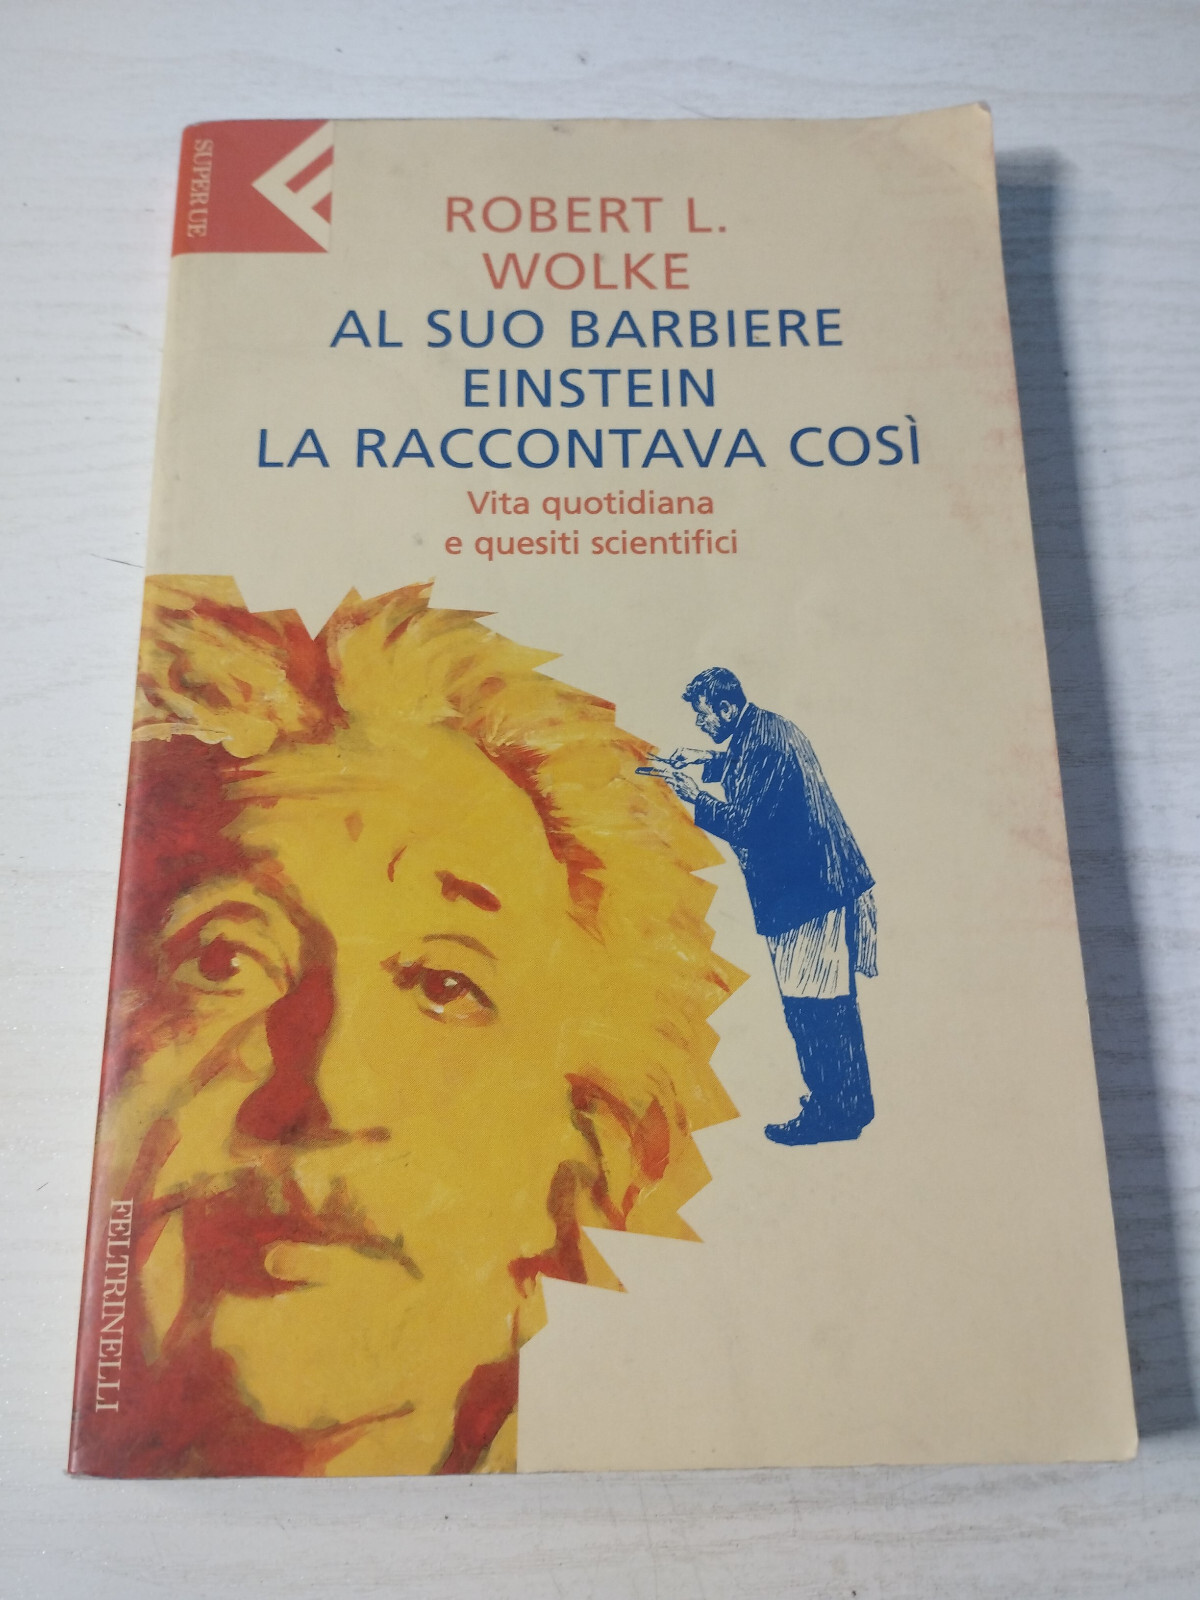 SUPER UE
ROBERT L.
WOLKE
AL SUO BARBIERE
EINSTEIN
LA RACCONTAVA COSÌ
Vita quotidiana
e quesiti scientifici
FELTRINELLI